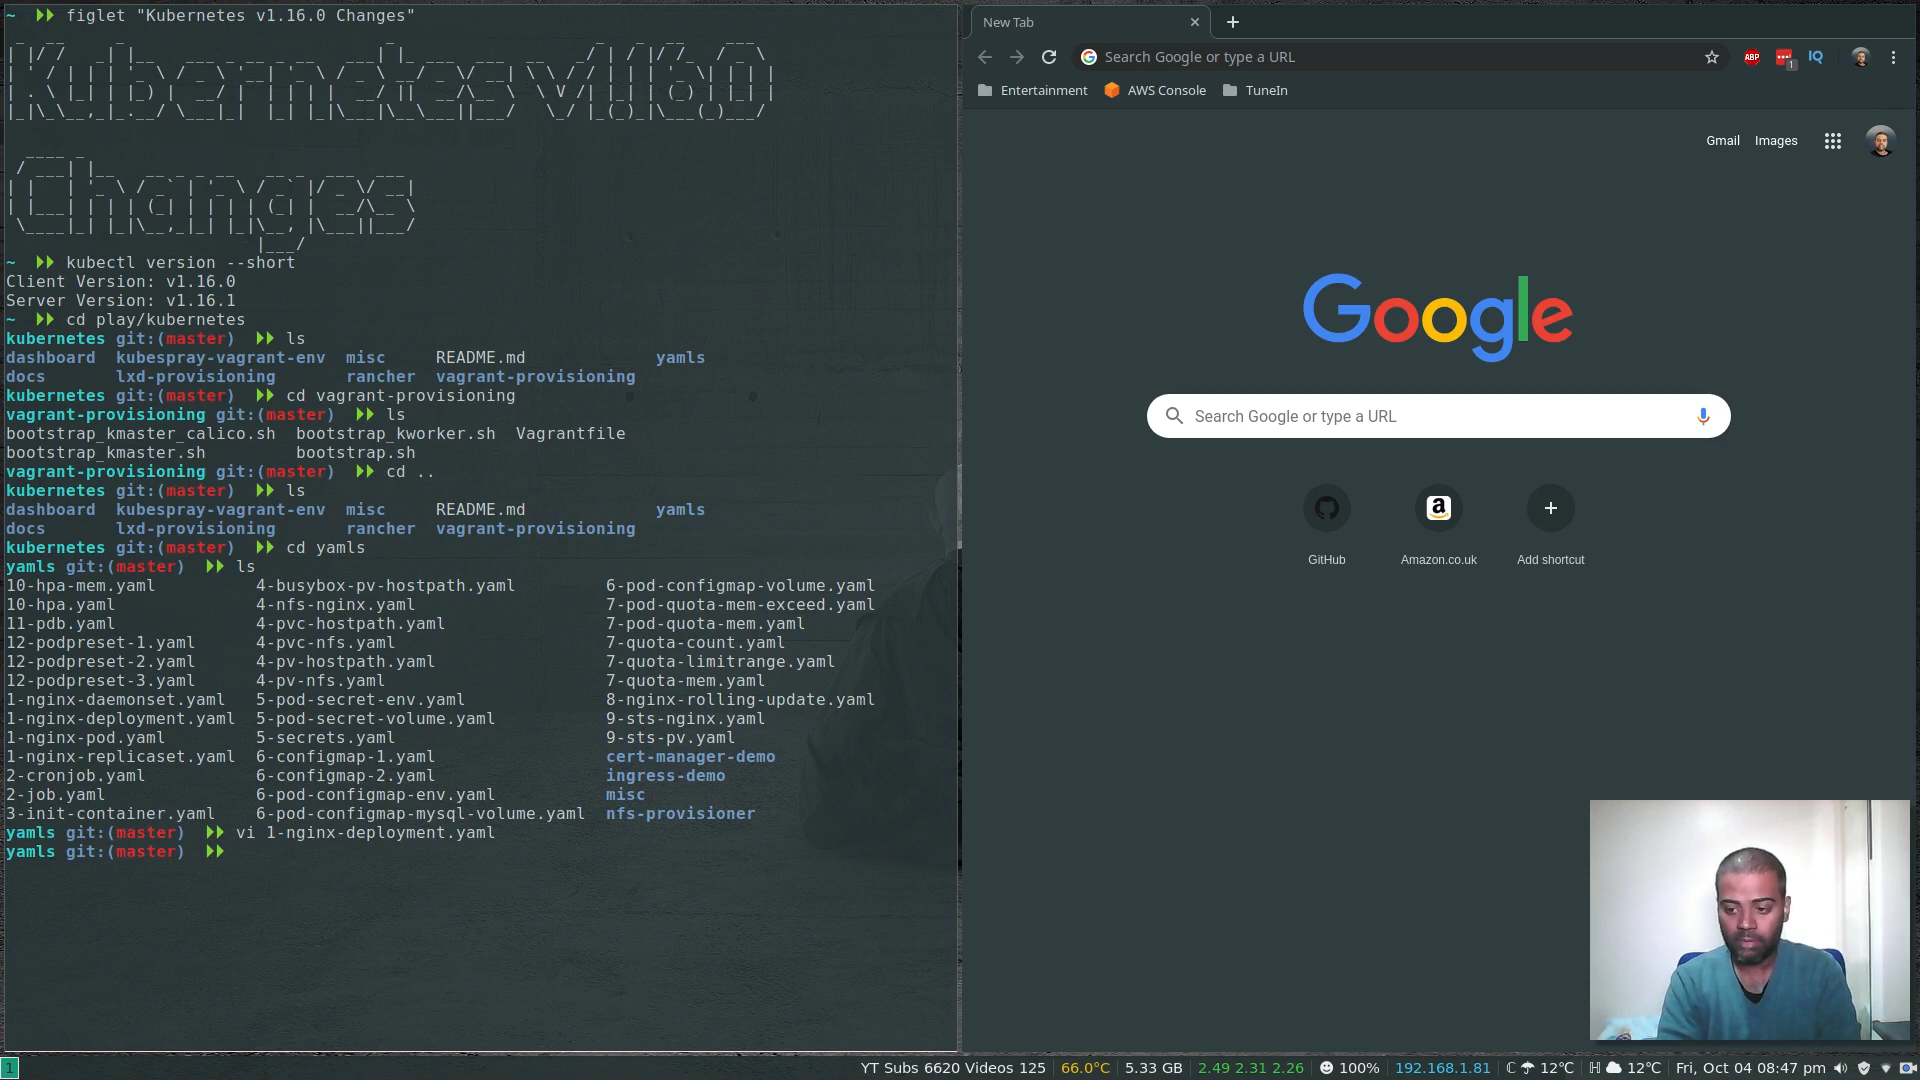 ~ figlet "Kubernetes v1.16.0 Changes"
Kubernetes v1.16.0
Changes
~ kubectl version --short
Client Version: v1.16.0
Server Version: v1.16.1
~ cd play/kubernetes
kubernetes git:(master) ls
dashboard kubespray-vagrant-env misc README.md yamls
docs lxd-provisioning rancher vagrant-provisioning
kubernetes git:(master) cd vagrant-provisioning
vagrant-provisioning git:(master) ls
bootstrap_kmaster_calico.sh bootstrap_kworker.sh Vagrantfile
bootstrap_kmaster.sh bootstrap.sh
vagrant-provisioning git:(master) cd ..
kubernetes git:(master) ls
dashboard kubespray-vagrant-env misc README.md yamls
docs lxd-provisioning rancher vagrant-provisioning
kubernetes git:(master) cd yamls
yamls git:(master) ls
10-hpa-mem.yaml 4-busybox-pv-hostpath.yaml 6-pod-configmap-volume.yaml
10-hpa.yaml 4-nfs-nginx.yaml 7-pod-quota-mem-exceed.yaml
11-pdb.yaml 4-pvc-hostpath.yaml 7-pod-quota-mem.yaml
12-podpreset-1.yaml 4-pvc-nfs.yaml 7-quota-count.yaml
12-podpreset-2.yaml 4-pv-hostpath.yaml 7-quota-limitrange.yaml
12-podpreset-3.yaml 4-pv-nfs.yaml 7-quota-mem.yaml
1-nginx-daemonset.yaml 5-pod-secret-env.yaml 8-nginx-rolling-update.yaml
1-nginx-deployment.yaml 5-pod-secret-volume.yaml 9-sts-nginx.yaml
1-nginx-pod.yaml 5-secrets.yaml 9-sts-pv.yaml
1-nginx-replicaset.yaml 6-configmap-1.yaml cert-manager-demo
2-cronjob.yaml 6-configmap-2.yaml ingress-demo
2-job.yaml 6-pod-configmap-env.yaml misc
3-init-container.yaml 6-pod-configmap-mysql-volume.yaml nfs-provisioner
yamls git:(master) vi 1-nginx-deployment.yaml
yamls git:(master)
New Tab
Search Google or type a URL
ABP 1 IQ
Entertainment AWS Console TuneIn
Gmail Images
Google
Search Google or type a URL
a
GitHub Amazon.co.uk Add shortcut
1 YT Subs 6620 Videos 125 66.0°C 5.33 GB 2.49 2.31 2.26 100% 192.168.1.81 C 12°C H 12°C Fri, Oct 04 08:47 pm